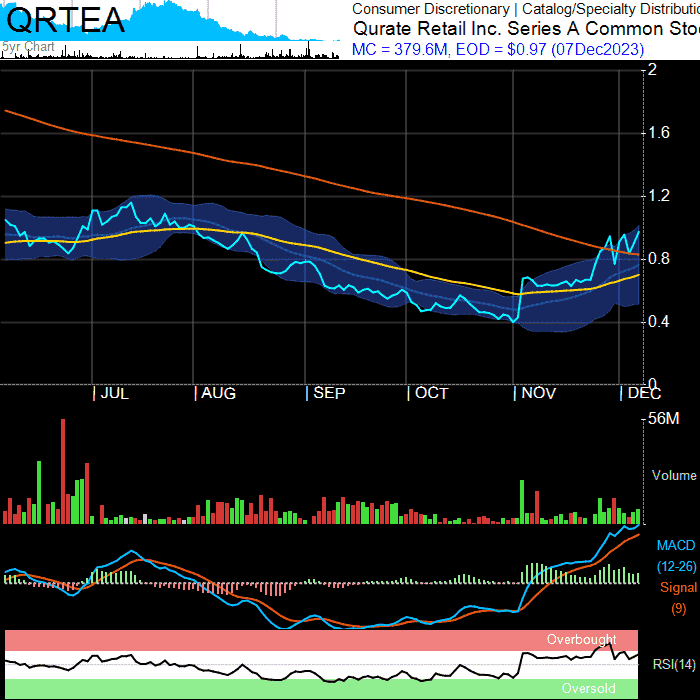 QRTEA
5yr Chart
Consumer Discretionary | Catalog/Specialty Distributio
Qurate Retail Inc. Series A Common Sto
MC = 379.6M, EOD = $0.97 (07Dec2023)
2
1.6
1.2
0.8
0.4
0
JUL AUG SEP OCT NOV DEC
56M
Volume
MACD
(12-26)
Signal
(9)
Overbought
RSI(14)
Oversold